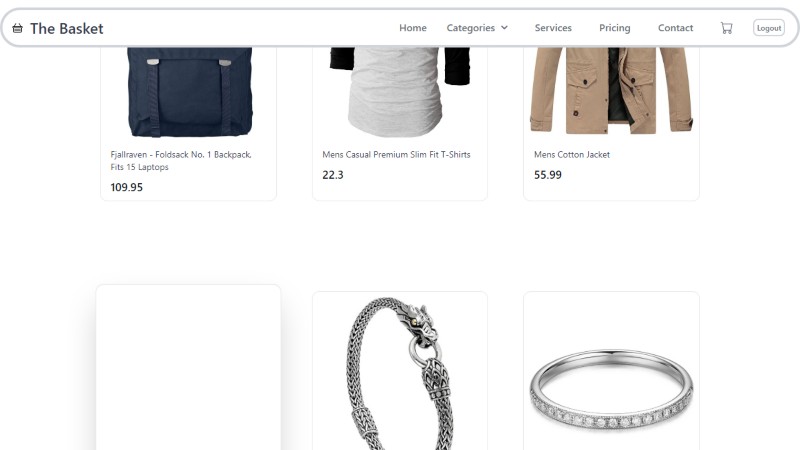 The Basket
Home Categories Services Pricing Contact Logout
Fjallraven - Foldsack No. 1 Backpack,
Fits 15 Laptops
109.95
Mens Casual Premium Slim Fit T-Shirts
22.3
Mens Cotton Jacket
55.99